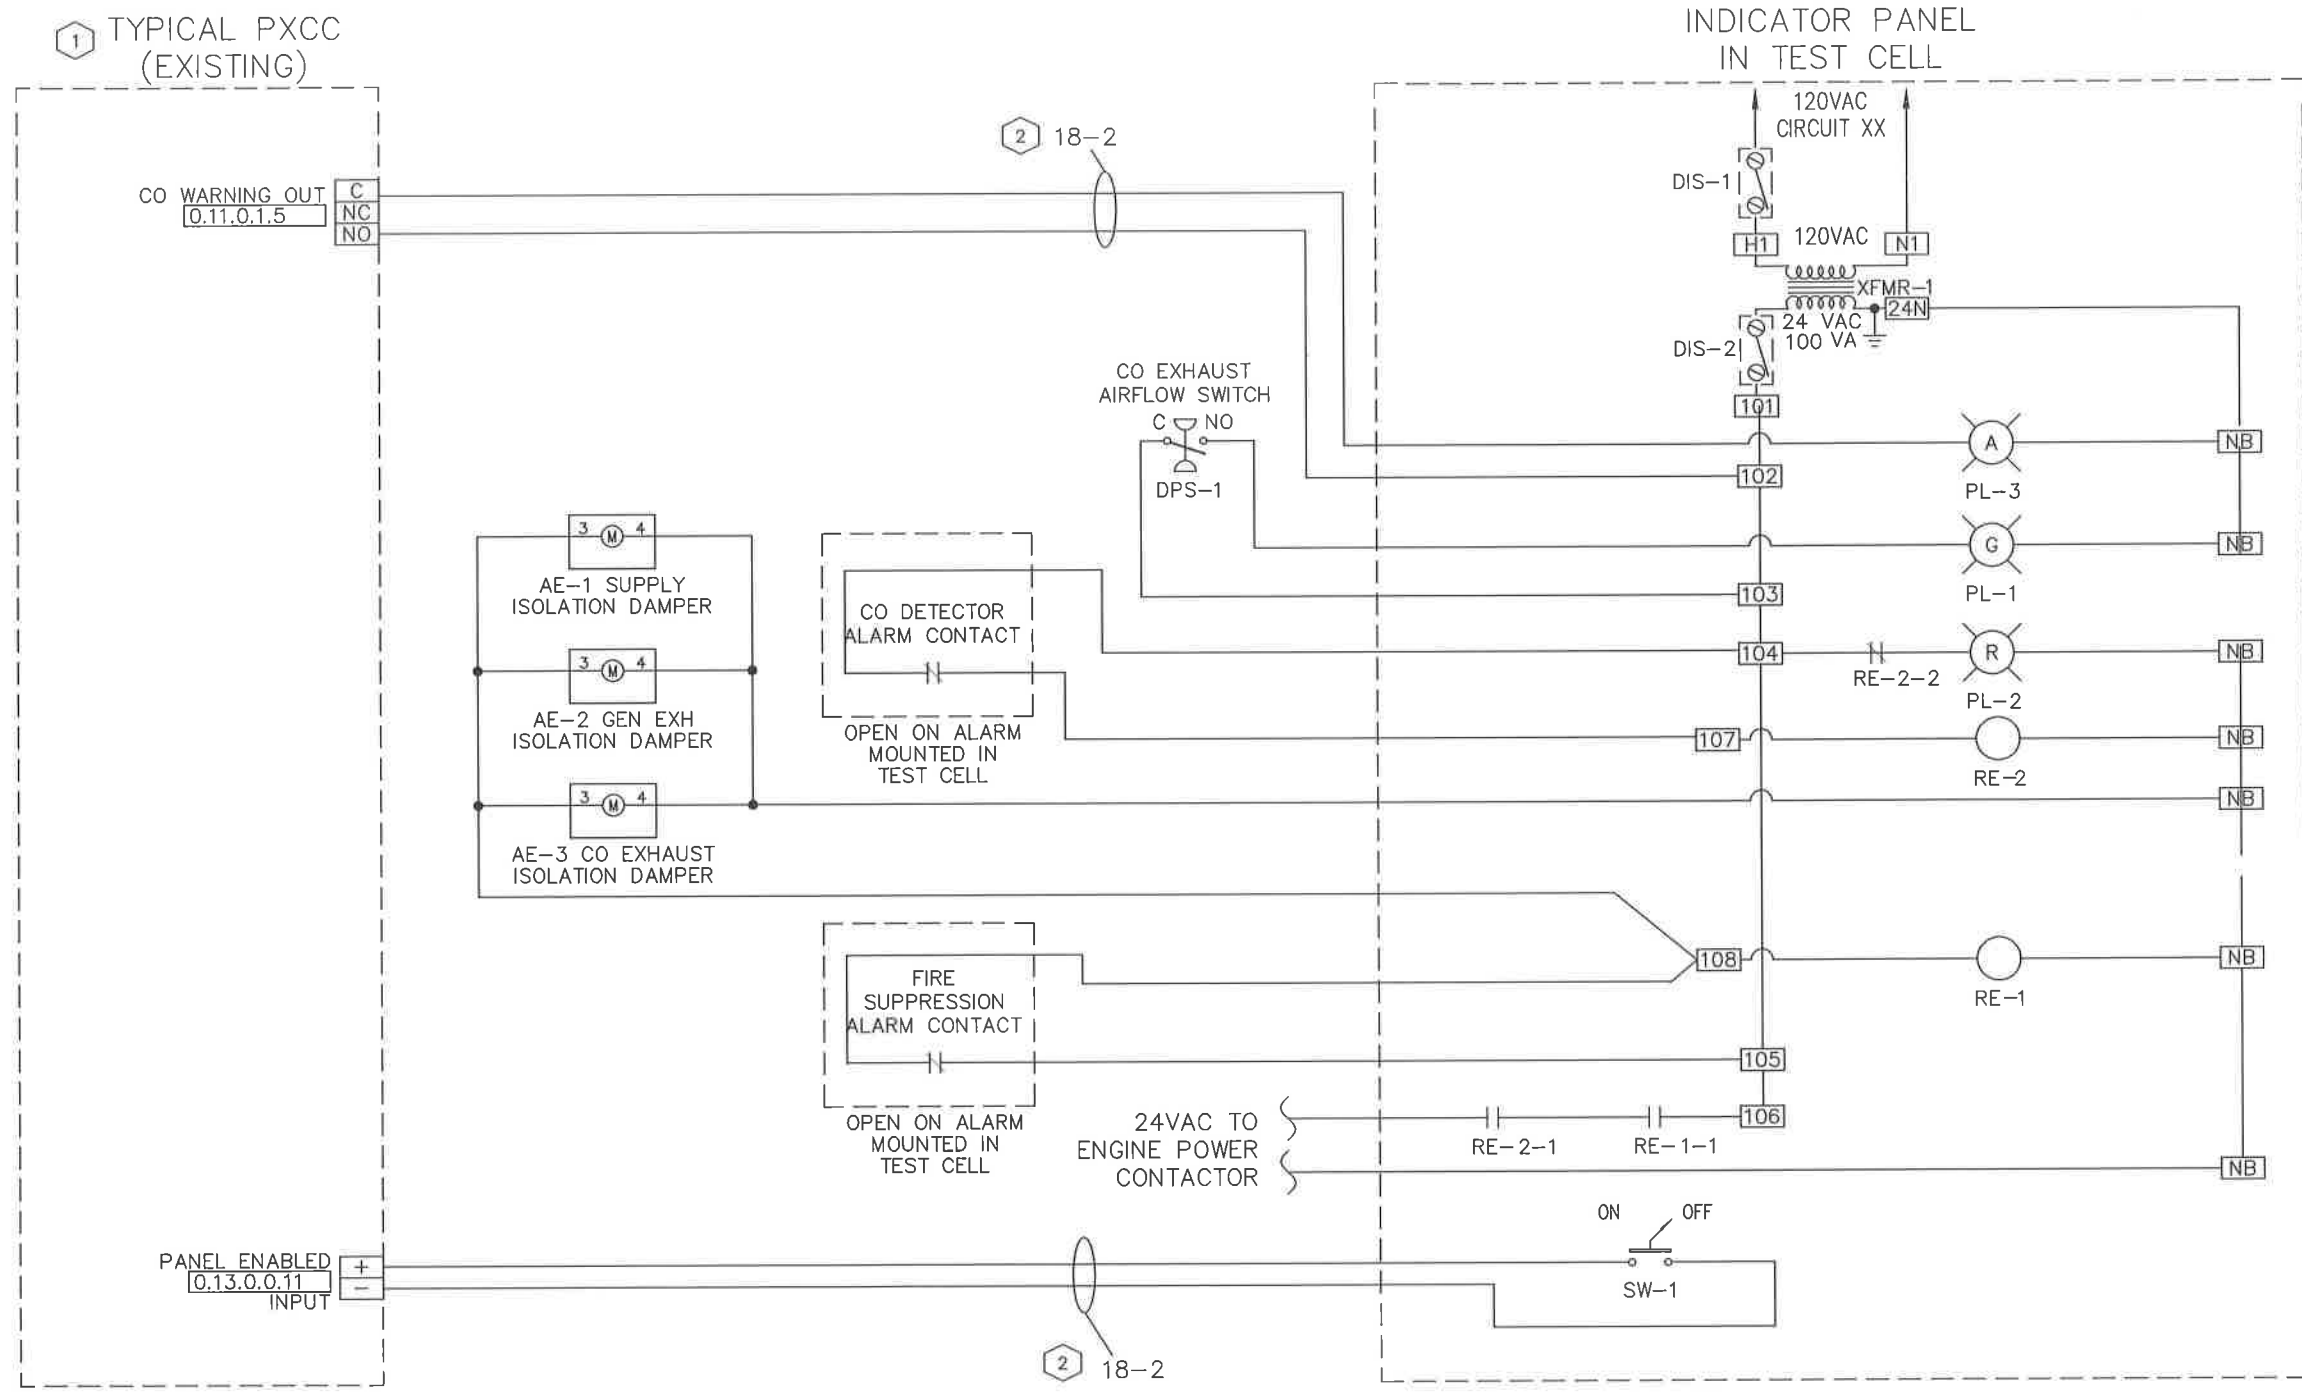 1
TYPICAL PXCC
(EXISTING)
INDICATOR PANEL
IN TEST CELL
120VAC
CIRCUIT XX
2
18-2
DIS-1
CO WARNING OUT
0.11.0.1.5
C
NC
NO
H1
120VAC
N1
XFMR-1
24N
24 VAC
100 VA
DIS-2
101
CO EXHAUST
AIRFLOW SWITCH
C
NO
DPS-1
A
NB
PL-3
102
G
NB
PL-1
103
3
M
4
AE-1 SUPPLY
ISOLATION DAMPER
CO DETECTOR
ALARM CONTACT
104
RE-2-2
R
NB
PL-2
3
M
4
AE-2 GEN EXH
ISOLATION DAMPER
OPEN ON ALARM
MOUNTED IN
TEST CELL
107
NB
RE-2
3
M
4
NB
AE-3 CO EXHAUST
ISOLATION DAMPER
108
NB
RE-1
FIRE
SUPPRESSION
ALARM CONTACT
105
OPEN ON ALARM
MOUNTED IN
TEST CELL
24VAC TO
ENGINE POWER
CONTACTOR
RE-2-1
RE-1-1
106
NB
ON
OFF
SW-1
PANEL ENABLED
0.13.0.0.11
INPUT
+
-
2
18-2